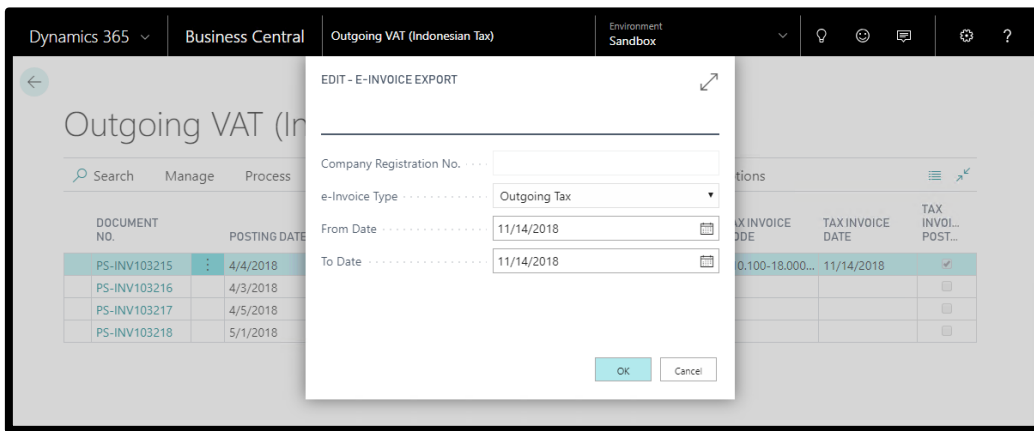 Dynamics 365 Business Central Outgoing VAT (Indonesian Tax) Environment Sandbox ?
EDIT - E-INVOICE EXPORT
Outgoing VAT (In
Company Registration No.
e-Invoice Type Outgoing Tax
From Date 11/14/2018
To Date 11/14/2018
OK Cancel
Search Manage Process tions
DOCUMENT NO. POSTING DATE AX INVOICE ODE TAX INVOICE DATE TAX INVOI... POST...
PS-INV103215 4/4/2018 0.100-18.000... 11/14/2018
PS-INV103216 4/3/2018
PS-INV103217 4/5/2018
PS-INV103218 5/1/2018